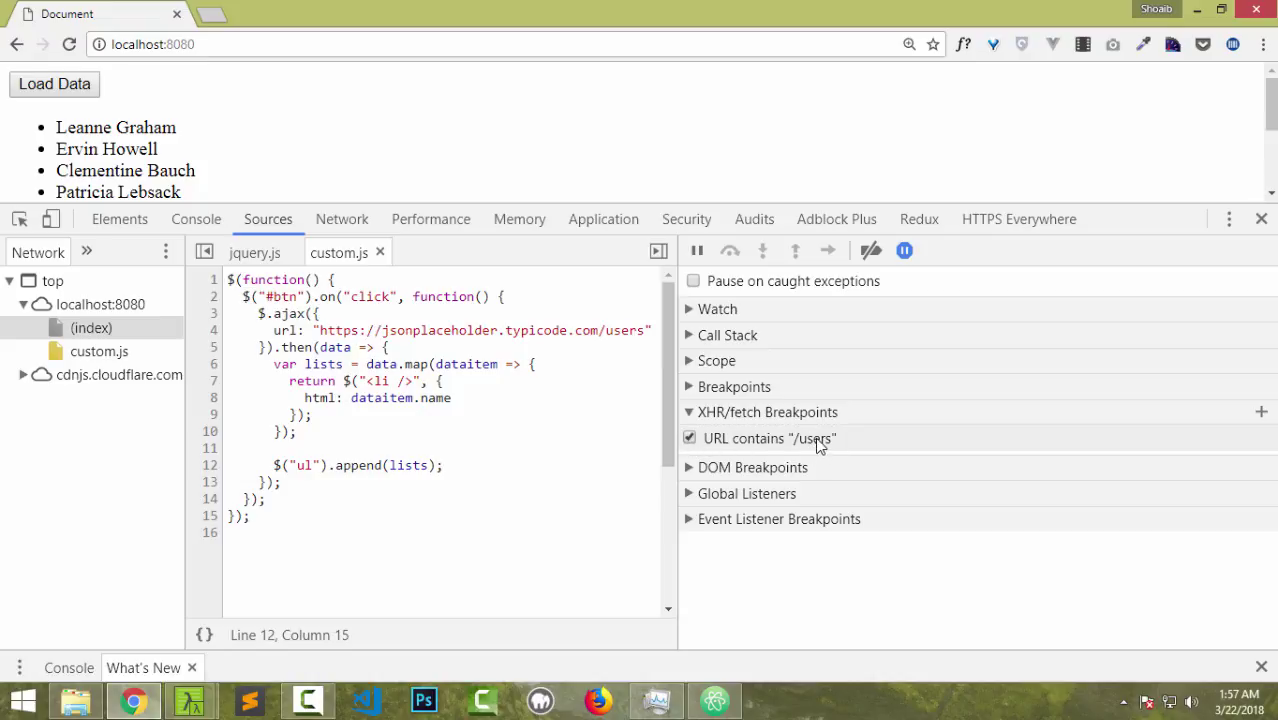 Document
Shoaib
localhost:8080
f?
Load Data
• Leanne Graham
• Ervin Howell
• Clementine Bauch
• Patricia Lebsack
Elements Console Sources Network Performance Memory Application Security Audits Adblock Plus Redux HTTPS Everywhere
Network »
top
localhost:8080
(index)
custom.js
cdnjs.cloudflare.com
jquery.js custom.js
1 $(function() {
2 $("#btn").on("click", function() {
3 $.ajax({
4 url: "https://jsonplaceholder.typicode.com/users"
5 }).then(data => {
6 var lists = data.map(dataitem => {
7 return $("<li />", {
8 html: dataitem.name
9 });
10 });
11
12 $("ul").append(lists);
13 });
14 });
15 });
16
{} Line 12, Column 15
Pause on caught exceptions
Watch
Call Stack
Scope
Breakpoints
XHR/fetch Breakpoints
URL contains "/users"
DOM Breakpoints
Global Listeners
Event Listener Breakpoints
Console What's New
Ps
1:57 AM
3/22/2018